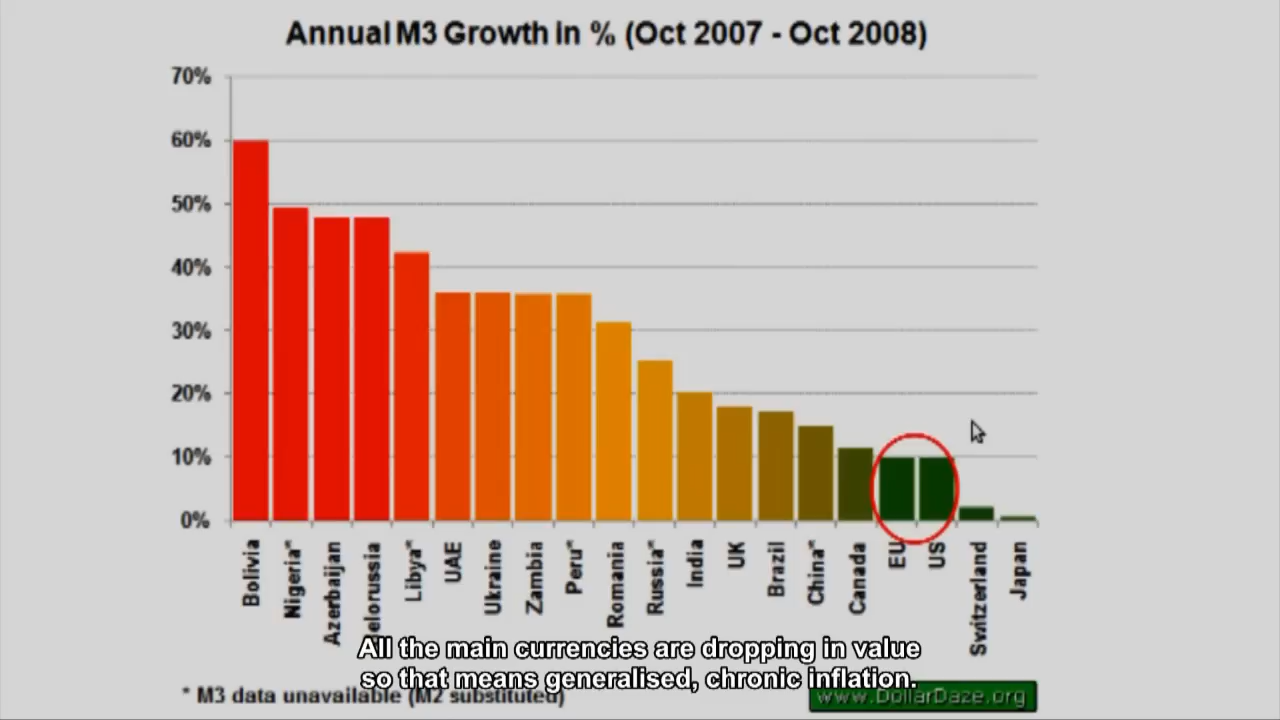 Annual M3 Growth in % (Oct 2007 - Oct 2008)
70%
60%
50%
40%
30%
20%
10%
0%
Bolivia
Nigeria*
Azerbaijan
Belorussia
Libya*
UAE
Ukraine
Zambia
Peru*
Romania
Russia*
India
UK
Brazil
China*
Canada
EU
US
Switzerland
Japan
All the main currencies are dropping in value
so that means generalised, chronic inflation.
* M3 data unavailable (M2 substituted)
www.DollarDaze.org